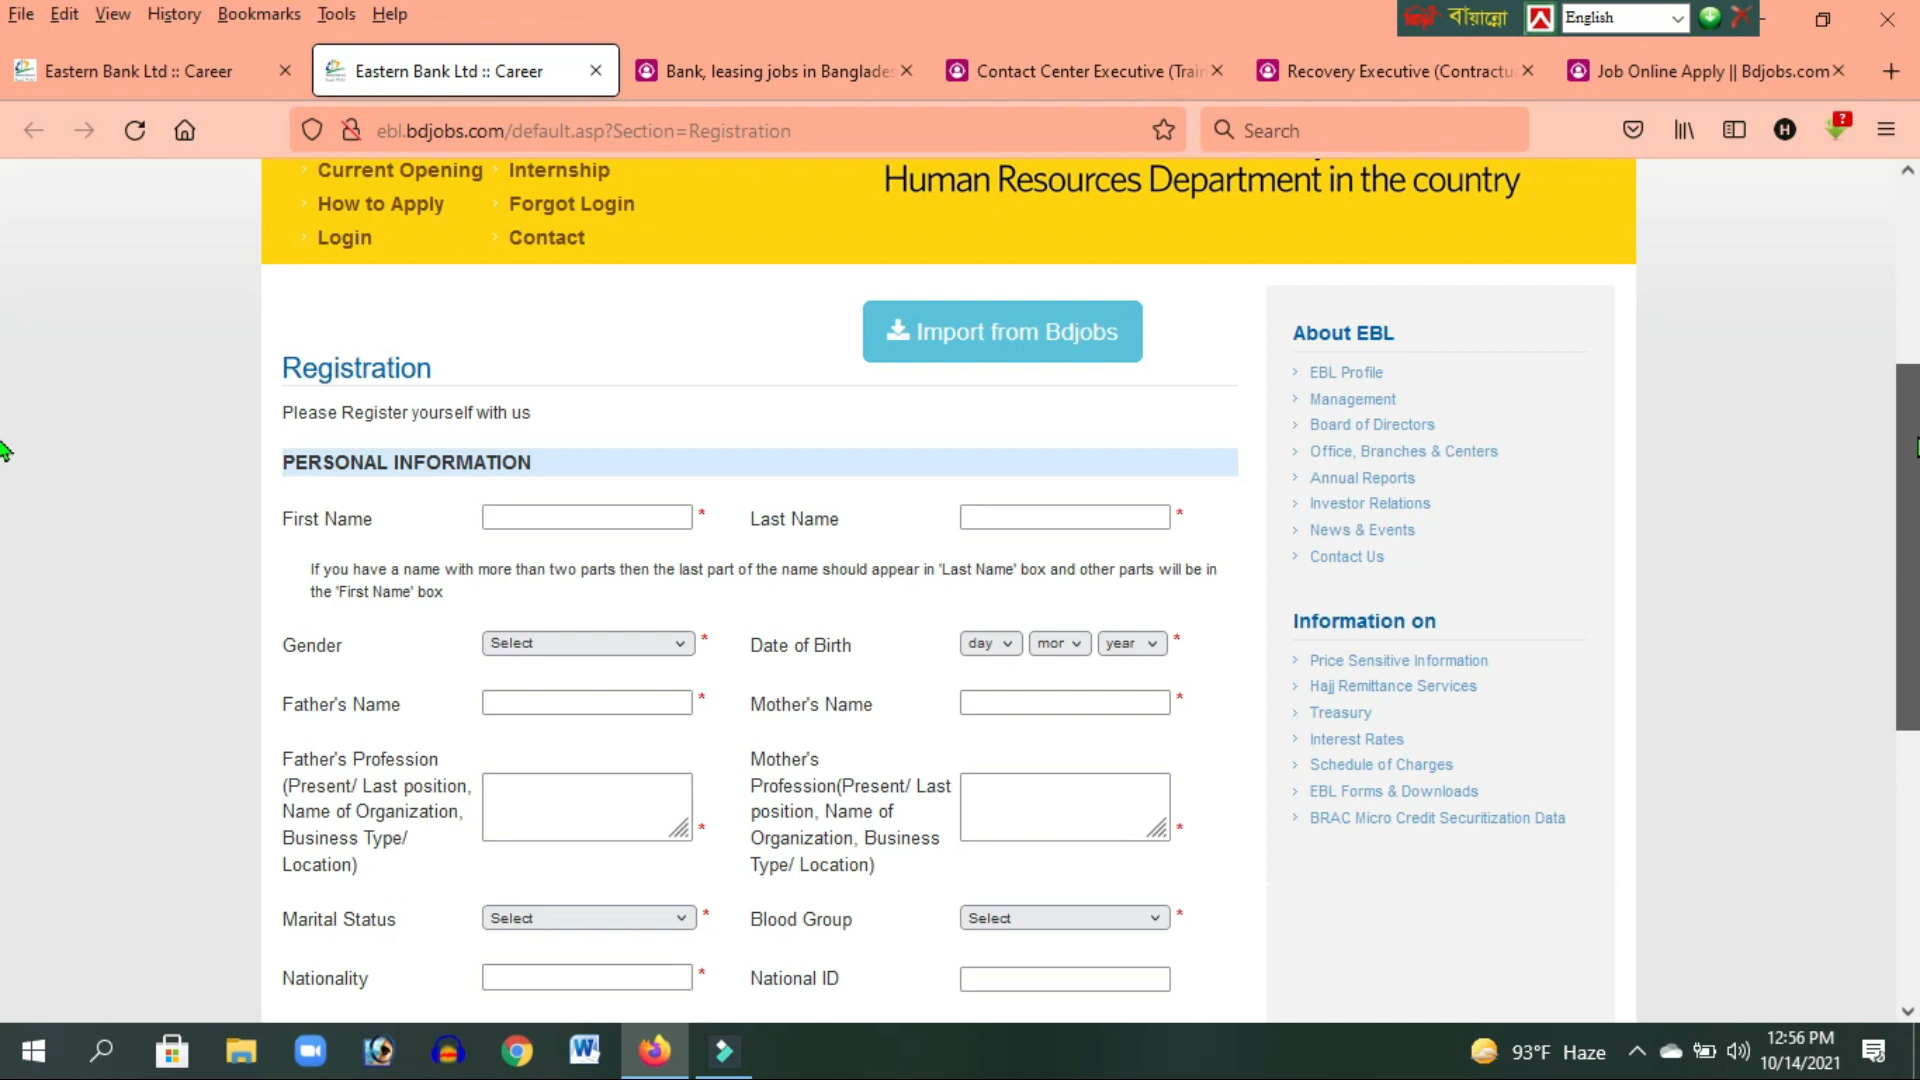 File Edit View History Bookmarks Tools Help
বায়ান্নো English
Eastern Bank Ltd :: Career
Eastern Bank Ltd :: Career
Bank, leasing jobs in Banglades
Contact Center Executive (Train
Recovery Executive (Contractu
Job Online Apply || Bdjobs.com
ebl.bdjobs.com/default.asp?Section=Registration
Search
H
?
Current Opening Internship
How to Apply Forgot Login
Login Contact
Human Resources Department in the country
Import from Bdjobs
Registration
Please Register yourself with us
PERSONAL INFORMATION
First Name * Last Name *
If you have a name with more than two parts then the last part of the name should appear in 'Last Name' box and other parts will be in
the 'First Name' box
Gender Select * Date of Birth day mor year *
Father's Name * Mother's Name *
Father's Profession
(Present/ Last position,
Name of Organization,
Business Type/
Location)
*
Mother's
Profession(Present/ Last
position, Name of
Organization, Business
Type/ Location)
*
Marital Status Select * Blood Group Select *
Nationality * National ID
About EBL
EBL Profile
Management
Board of Directors
Office, Branches & Centers
Annual Reports
Investor Relations
News & Events
Contact Us
Information on
Price Sensitive Information
Hajj Remittance Services
Treasury
Interest Rates
Schedule of Charges
EBL Forms & Downloads
BRAC Micro Credit Securitization Data
93°F Haze
12:56 PM
10/14/2021